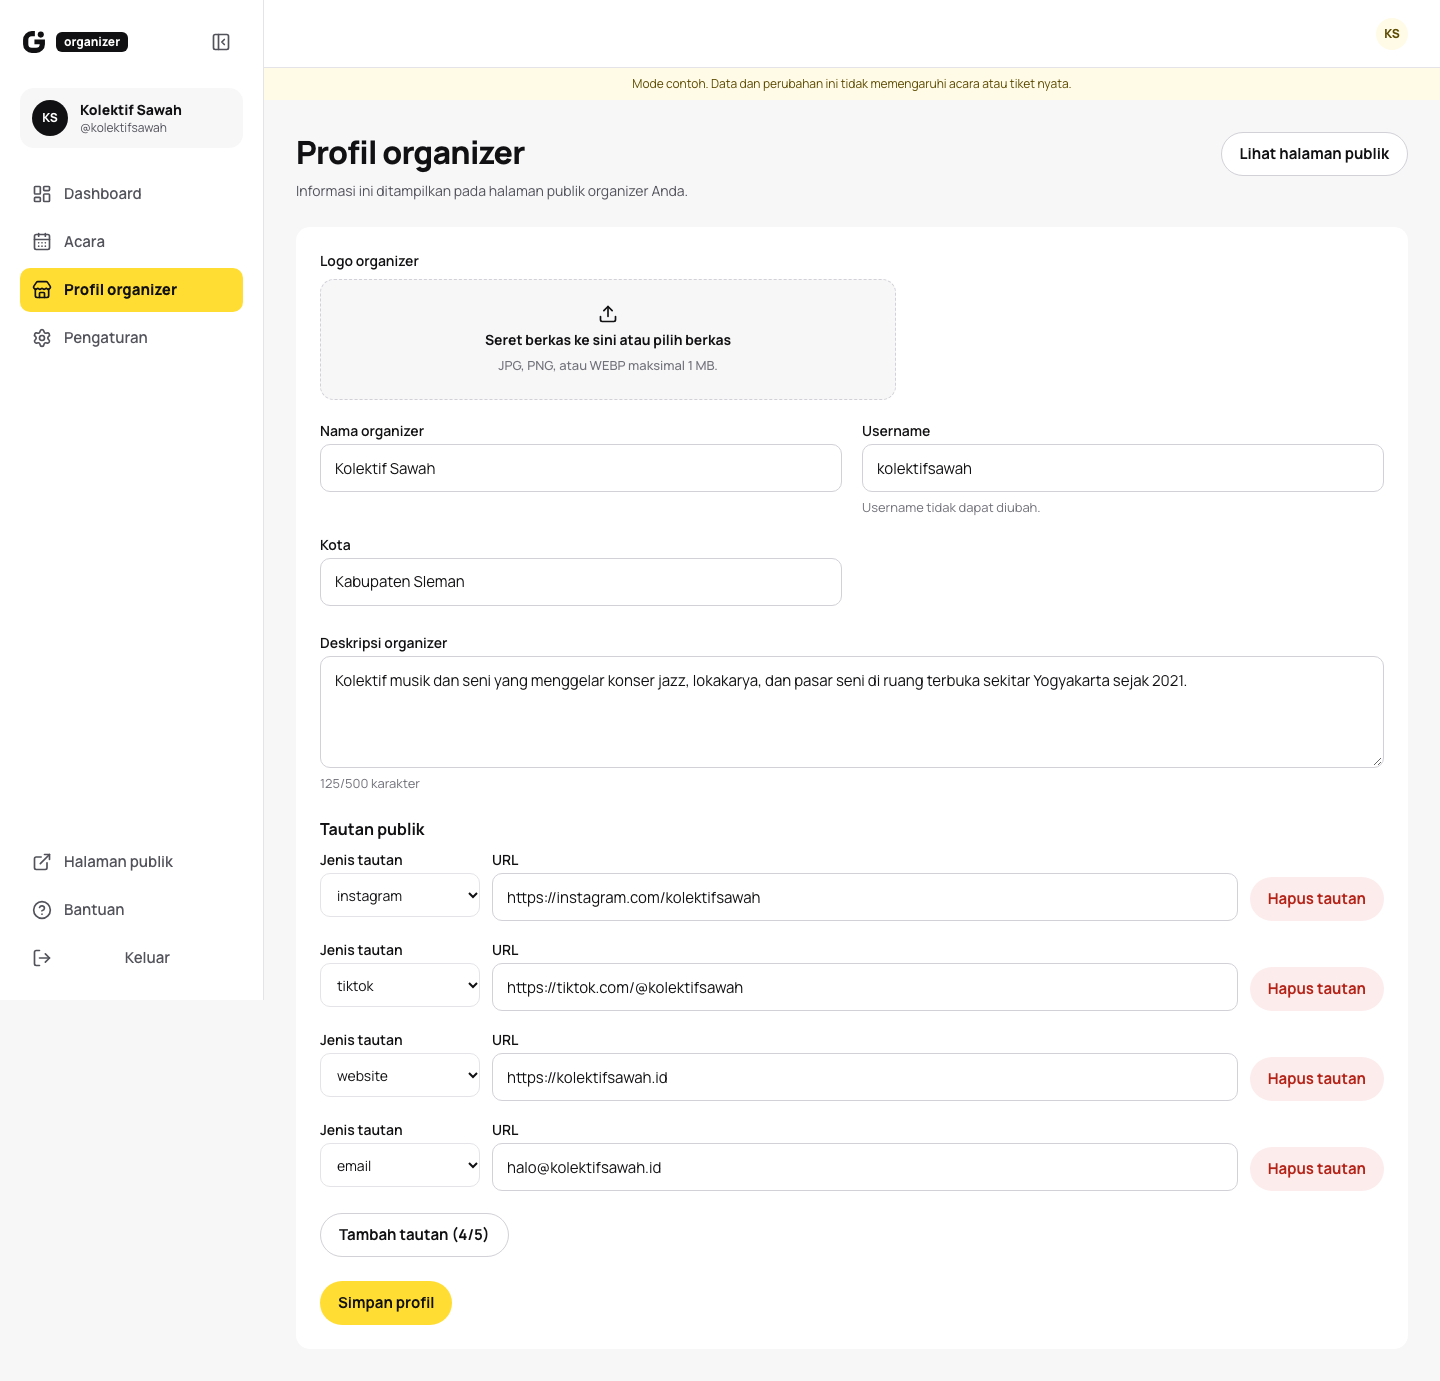 organizer
KS
Kolektif Sawah
@kolektifsawah
Dashboard
Acara
Profil organizer
Pengaturan
Halaman publik
Bantuan
Keluar
KS
Mode contoh. Data dan perubahan ini tidak memengaruhi acara atau tiket nyata.
Profil organizer
Lihat halaman publik
Informasi ini ditampilkan pada halaman publik organizer Anda.
Logo organizer
Seret berkas ke sini atau pilih berkas
JPG, PNG, atau WEBP maksimal 1 MB.
Nama organizer
Kolektif Sawah
Username
kolektifsawah
Username tidak dapat diubah.
Kota
Kabupaten Sleman
Deskripsi organizer
Kolektif musik dan seni yang menggelar konser jazz, lokakarya, dan pasar seni di ruang terbuka sekitar Yogyakarta sejak 2021.
125/500 karakter
Tautan publik
Jenis tautan
URL
instagram
https://instagram.com/kolektifsawah
Hapus tautan
Jenis tautan
URL
tiktok
https://tiktok.com/@kolektifsawah
Hapus tautan
Jenis tautan
URL
website
https://kolektifsawah.id
Hapus tautan
Jenis tautan
URL
email
halo@kolektifsawah.id
Hapus tautan
Tambah tautan (4/5)
Simpan profil